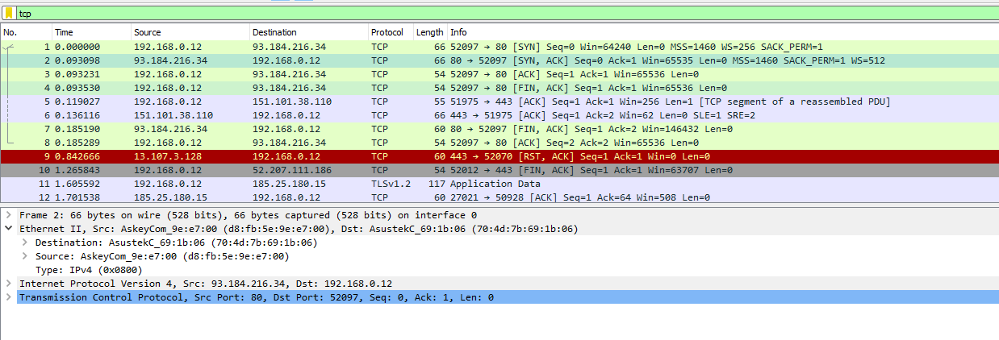 tcp
No. Time Source Destination Protocol Length Info
1 0.000000 192.168.0.12 93.184.216.34 TCP 66 52097 → 80 [SYN] Seq=0 Win=64240 Len=0 MSS=1460 WS=256 SACK_PERM=1
2 0.093098 93.184.216.34 192.168.0.12 TCP 66 80 → 52097 [SYN, ACK] Seq=0 Ack=1 Win=65535 Len=0 MSS=1460 SACK_PERM=1 WS=512
3 0.093231 192.168.0.12 93.184.216.34 TCP 54 52097 → 80 [ACK] Seq=1 Ack=1 Win=65536 Len=0
4 0.093530 192.168.0.12 93.184.216.34 TCP 54 52097 → 80 [FIN, ACK] Seq=1 Ack=1 Win=65536 Len=0
5 0.119027 192.168.0.12 151.101.38.110 TCP 55 51975 → 443 [ACK] Seq=1 Ack=1 Win=256 Len=1 [TCP segment of a reassembled PDU]
6 0.136116 151.101.38.110 192.168.0.12 TCP 66 443 → 51975 [ACK] Seq=1 Ack=2 Win=62 Len=0 SLE=1 SRE=2
7 0.185190 93.184.216.34 192.168.0.12 TCP 60 80 → 52097 [FIN, ACK] Seq=1 Ack=2 Win=146432 Len=0
8 0.185289 192.168.0.12 93.184.216.34 TCP 54 52097 → 80 [ACK] Seq=2 Ack=2 Win=65536 Len=0
9 0.842666 13.107.3.128 192.168.0.12 TCP 60 443 → 52070 [RST, ACK] Seq=1 Ack=1 Win=0 Len=0
10 1.265843 192.168.0.12 52.207.111.186 TCP 54 52012 → 443 [FIN, ACK] Seq=1 Ack=1 Win=63707 Len=0
11 1.605592 192.168.0.12 185.25.180.15 TLSv1.2 117 Application Data
12 1.701538 185.25.180.15 192.168.0.12 TCP 60 27021 → 50928 [ACK] Seq=1 Ack=64 Win=508 Len=0
Frame 2: 66 bytes on wire (528 bits), 66 bytes captured (528 bits) on interface 0
Ethernet II, Src: AskeyCom_9e:e7:00 (d8:fb:5e:9e:e7:00), Dst: AsustekC_69:1b:06 (70:4d:7b:69:1b:06)
Destination: AsustekC_69:1b:06 (70:4d:7b:69:1b:06)
Source: AskeyCom_9e:e7:00 (d8:fb:5e:9e:e7:00)
Type: IPv4 (0x0800)
Internet Protocol Version 4, Src: 93.184.216.34, Dst: 192.168.0.12
Transmission Control Protocol, Src Port: 80, Dst Port: 52097, Seq: 0, Ack: 1, Len: 0